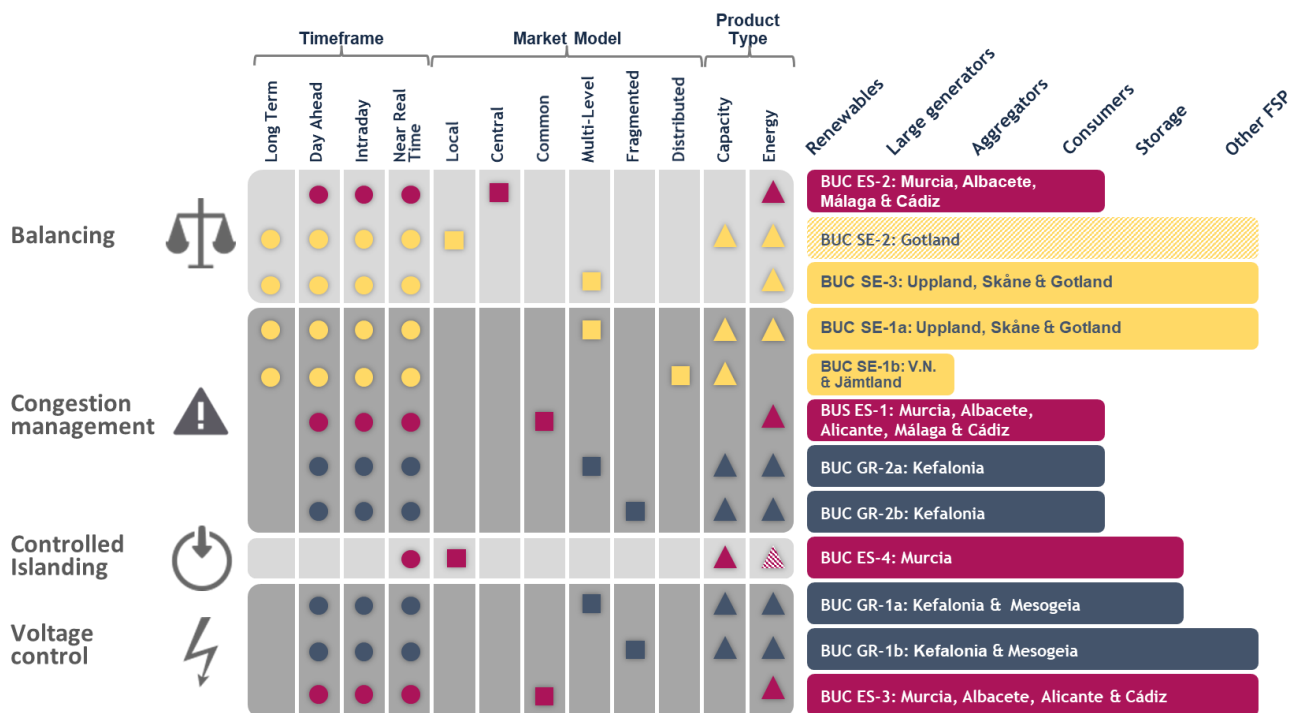 Timeframe
Market Model
Product
Type
Long Term
Day Ahead
Intraday
Near Real
Time
Local
Central
Common
Multi-Level
Fragmented
Distributed
Capacity
Energy
Renewables
Large generators
Aggregators
Consumers
Storage
Other FSP
Balancing
BUC ES-2: Murcia, Albacete,
Málaga & Cádiz
BUC SE-2: Gotland
BUC SE-3: Uppland, Skåne & Gotland
Congestion
management
BUC SE-1a: Uppland, Skåne & Gotland
BUC SE-1b: V.N.
& Jämtland
BUS ES-1: Murcia, Albacete,
Alicante, Málaga & Cádiz
BUC GR-2a: Kefalonia
BUC GR-2b: Kefalonia
Controlled
Islanding
BUC ES-4: Murcia
Voltage
control
BUC GR-1a: Kefalonia & Mesogeia
BUC GR-1b: Kefalonia & Mesogeia
BUC ES-3: Murcia, Albacete, Alicante & Cádiz